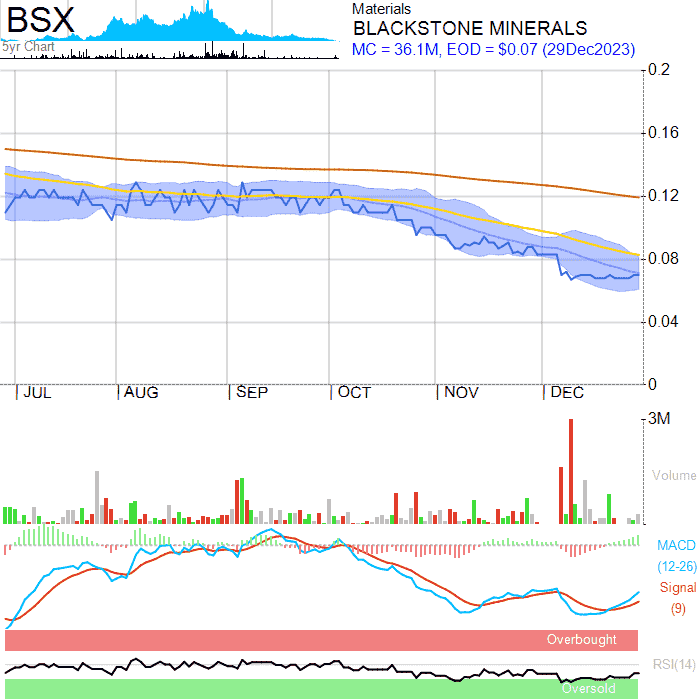 BSX
5yr Chart
Materials
BLACKSTONE MINERALS
MC = 36.1M, EOD = $0.07 (29Dec2023)
0.2
0.16
0.12
0.08
0.04
0
JUL AUG SEP OCT NOV DEC
3M
Volume
MACD
(12-26)
Signal
(9)
Overbought
RSI(14)
Oversold